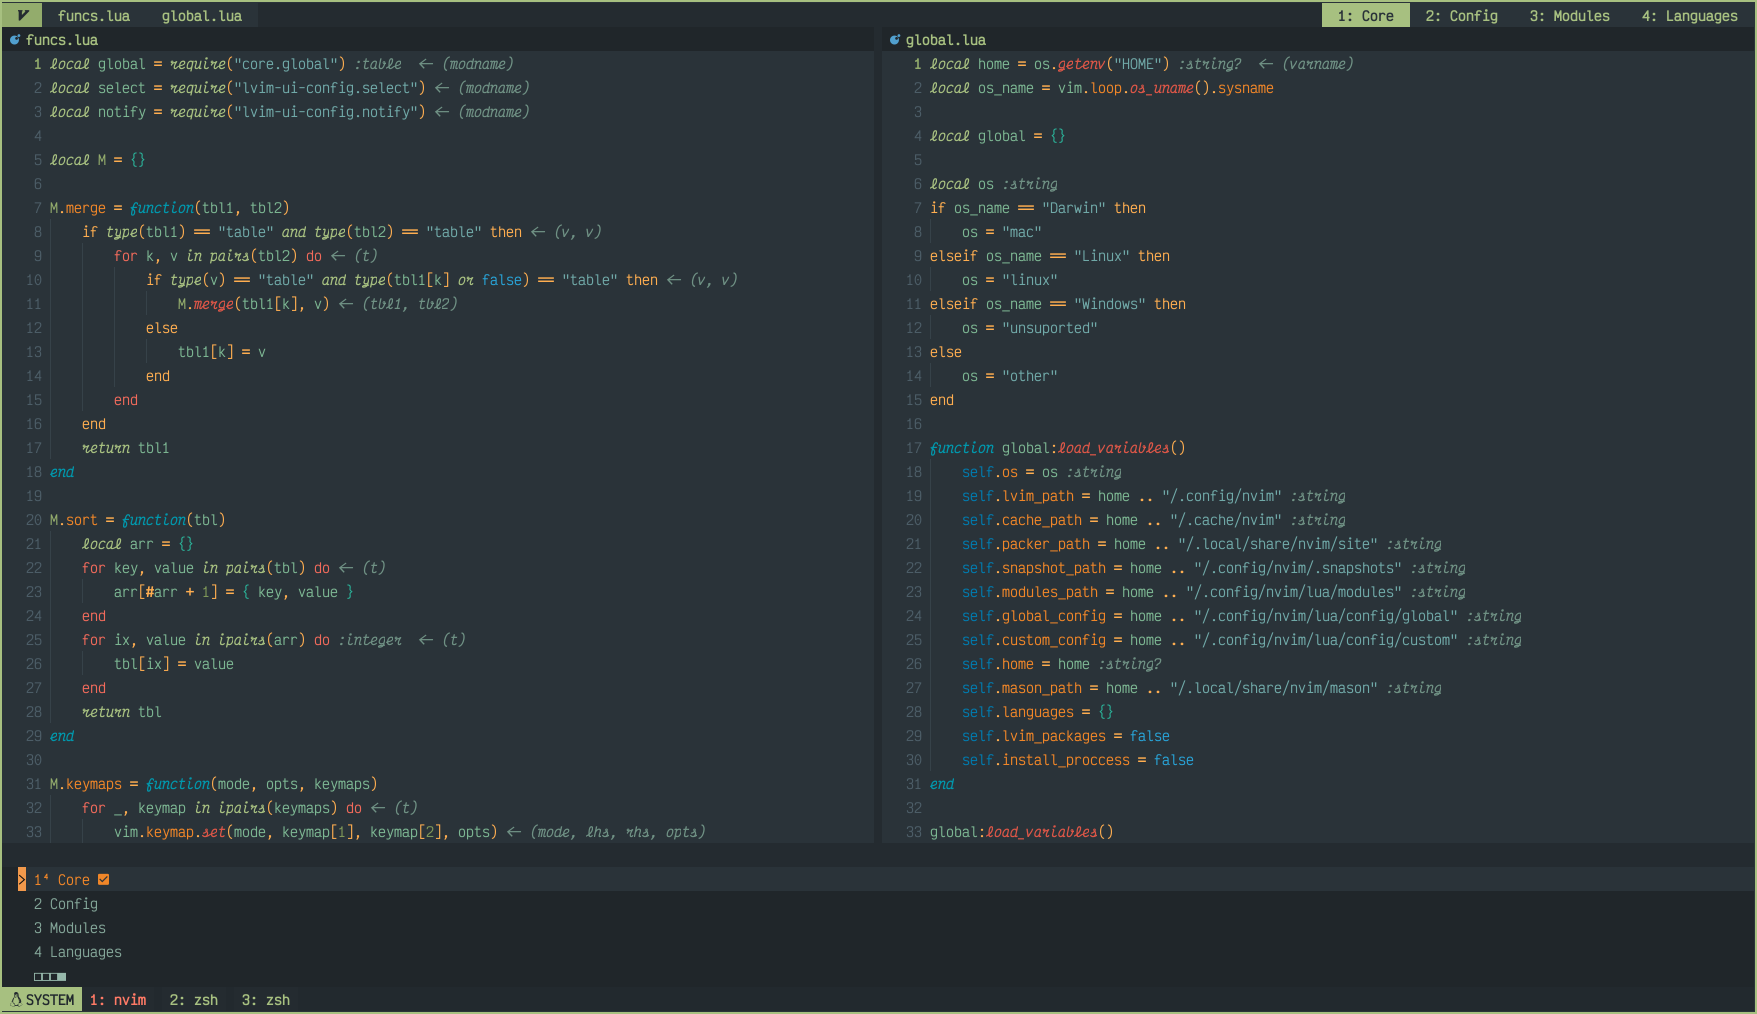 V funcs.lua global.lua 1: Core 2: Config 3: Modules 4: Languages
funcs.lua
1 local global = require("core.global") :table <- (modname)
2 local select = require("lvim-ui-config.select") <- (modname)
3 local notify = require("lvim-ui-config.notify") <- (modname)
4
5 local M = {}
6
7 M.merge = function(tbl1, tbl2)
8 if type(tbl1) == "table" and type(tbl2) == "table" then <- (v, v)
9 for k, v in pairs(tbl2) do <- (t)
10 if type(v) == "table" and type(tbl1[k] or false) == "table" then <- (v, v)
11 M.merge(tbl1[k], v) <- (tbl1, tbl2)
12 else
13 tbl1[k] = v
14 end
15 end
16 end
17 return tbl1
18 end
19
20 M.sort = function(tbl)
21 local arr = {}
22 for key, value in pairs(tbl) do <- (t)
23 arr[#arr + 1] = { key, value }
24 end
25 for ix, value in ipairs(arr) do :integer <- (t)
26 tbl[ix] = value
27 end
28 return tbl
29 end
30
31 M.keymaps = function(mode, opts, keymaps)
32 for _, keymap in ipairs(keymaps) do <- (t)
33 vim.keymap.set(mode, keymap[1], keymap[2], opts) <- (mode, lhs, rhs, opts)
global.lua
1 local home = os.getenv("HOME") :string? <- (varname)
2 local os_name = vim.loop.os_uname().sysname
3
4 local global = {}
5
6 local os :string
7 if os_name == "Darwin" then
8 os = "mac"
9 elseif os_name == "Linux" then
10 os = "linux"
11 elseif os_name == "Windows" then
12 os = "unsuported"
13 else
14 os = "other"
15 end
16
17 function global:load_variables()
18 self.os = os :string
19 self.lvim_path = home .. "/.config/nvim" :string
20 self.cache_path = home .. "/.cache/nvim" :string
21 self.packer_path = home .. "/.local/share/nvim/site" :string
22 self.snapshot_path = home .. "/.config/nvim/.snapshots" :string
23 self.modules_path = home .. "/.config/nvim/lua/modules" :string
24 self.global_config = home .. "/.config/nvim/lua/config/global" :string
25 self.custom_config = home .. "/.config/nvim/lua/config/custom" :string
26 self.home = home :string?
27 self.mason_path = home .. "/.local/share/nvim/mason" :string
28 self.languages = {}
29 self.lvim_packages = false
30 self.install_proccess = false
31 end
32
33 global:load_variables()
> 1⁴ Core
2 Config
3 Modules
4 Languages
SYSTEM 1: nvim 2: zsh 3: zsh